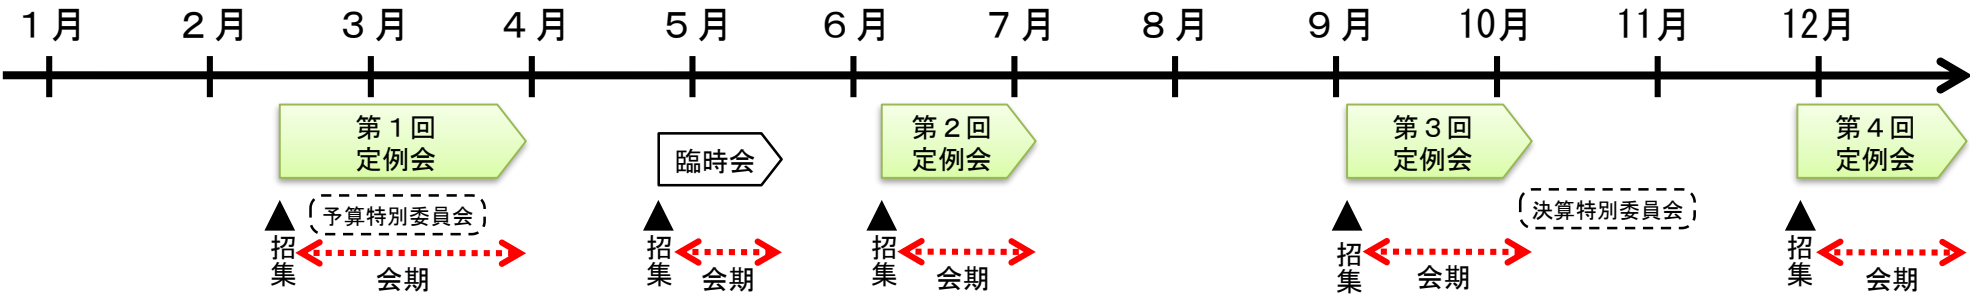 １月 ２月 ３月 ４月 ５月 ６月 ７月 ８月 ９月 10月 11月 12月
第１回
定例会
臨時会
第２回
定例会
第３回
定例会
第４回
定例会
予算特別委員会
決算特別委員会
招集
会期
招集
会期
招集
会期
招集
会期
招集
会期